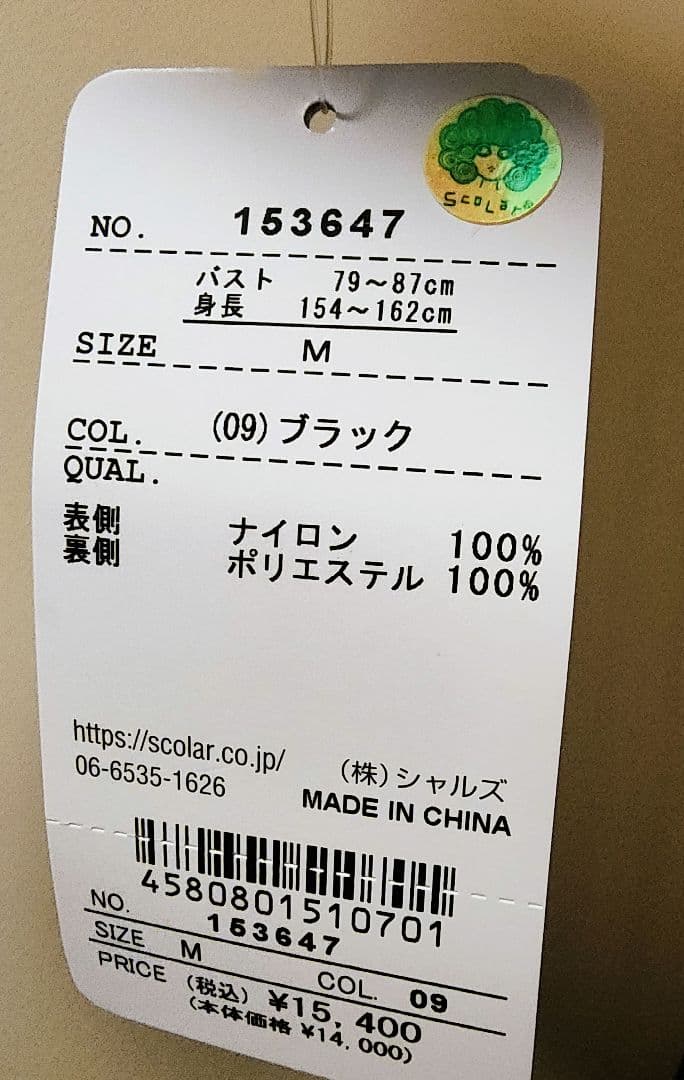 ScoLar
NO. 153647
バスト 79～87cm
身長 154～162cm
SIZE M
COL. (09)ブラック
QUAL.
表側 ナイロン 100%
裏側 ポリエステル 100%
https://scolar.co.jp/
06-6535-1626
(株)シャルズ
MADE IN CHINA
4580801510701
NO. 153647
SIZE M COL. 09
PRICE (税込) ¥15,400
(本体価格 ¥14,000)